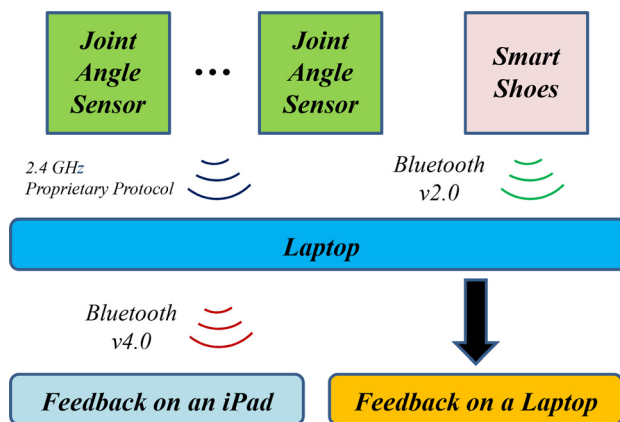 Joint
Angle
Sensor
...
Joint
Angle
Sensor
Smart
Shoes
2.4 GHz
Proprietary Protocol
Bluetooth
v2.0
Laptop
Bluetooth
v4.0
Feedback on an iPad
Feedback on a Laptop